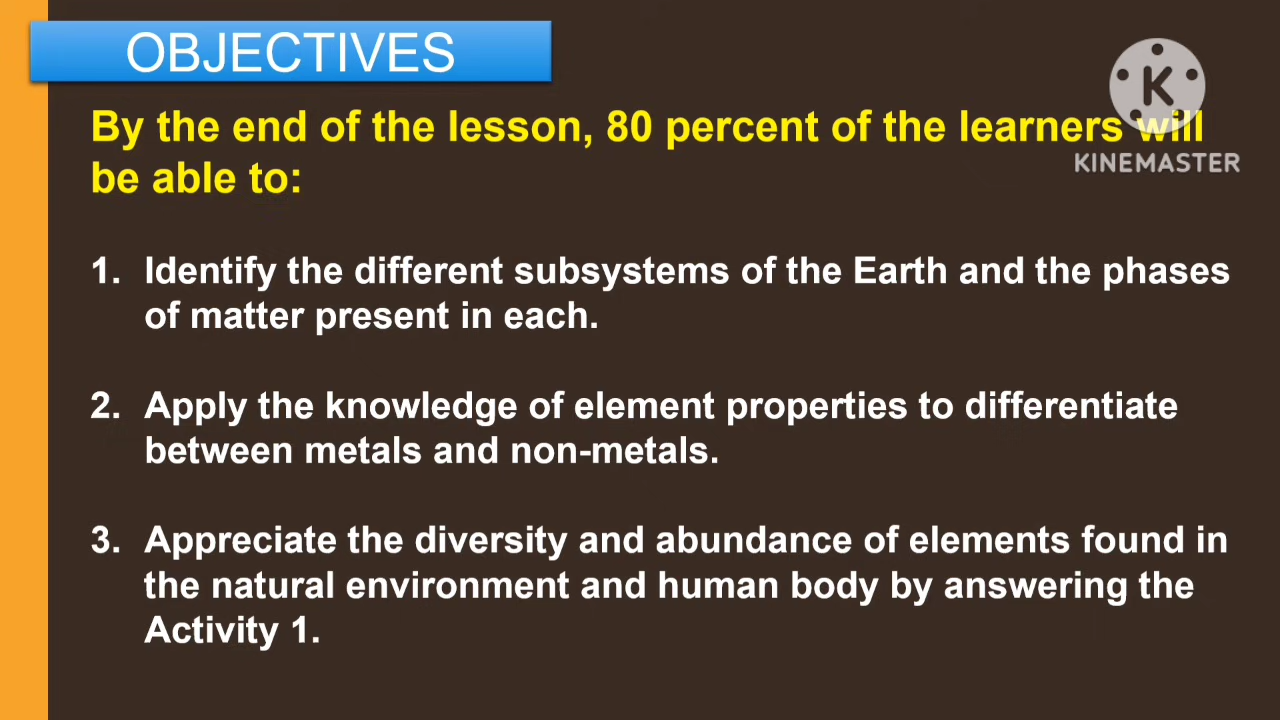 OBJECTIVES
By the end of the lesson, 80 percent of the learners will
be able to:
K
KINEMASTER
1. Identify the different subsystems of the Earth and the phases
of matter present in each.
2. Apply the knowledge of element properties to differentiate
between metals and non-metals.
3. Appreciate the diversity and abundance of elements found in
the natural environment and human body by answering the
Activity 1.